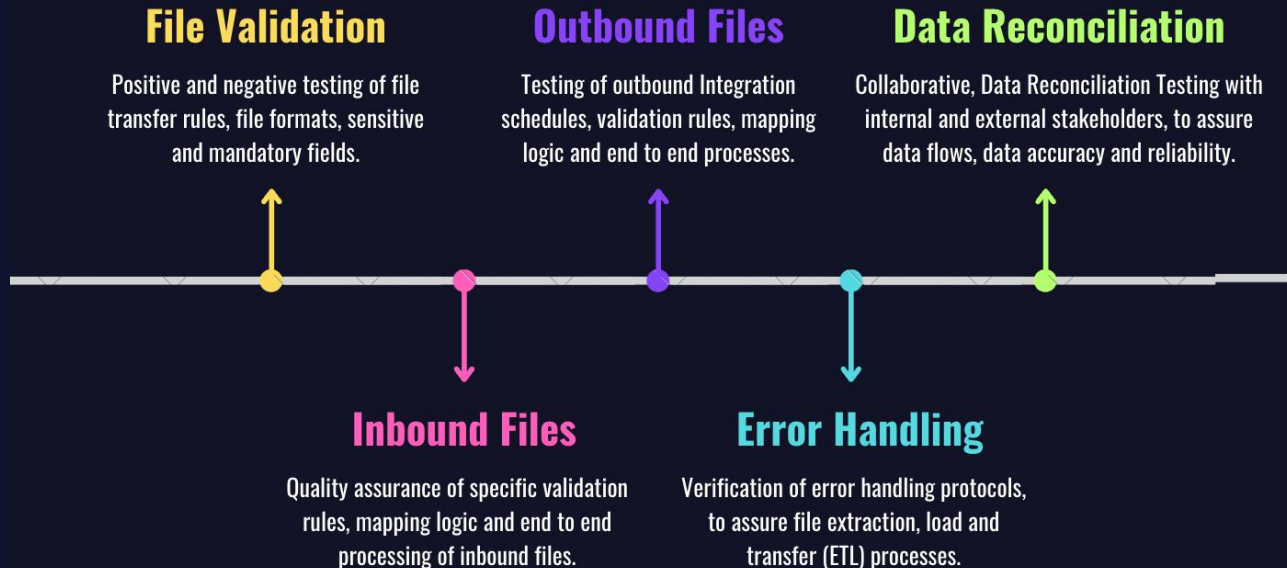 File Validation
Positive and negative testing of file
transfer rules, file formats, sensitive
and mandatory fields.
Inbound Files
Quality assurance of specific validation
rules, mapping logic and end to end
processing of inbound files.
Outbound Files
Testing of outbound Integration
schedules, validation rules, mapping
logic and end to end processes.
Error Handling
Verification of error handling protocols,
to assure file extraction, load and
transfer (ETL) processes.
Data Reconciliation
Collaborative, Data Reconciliation Testing with
internal and external stakeholders, to assure
data flows, data accuracy and reliability.